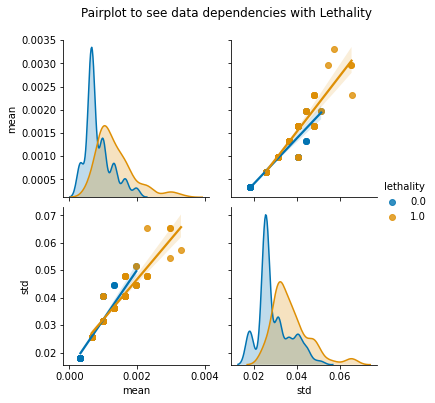 Pairplot to see data dependencies with Lethality
0.0035
0.0030
0.0025
0.0020
0.0015
0.0010
0.0005
mean
lethality
0.0
1.0
0.07
0.06
0.05
0.04
0.03
0.02
std
0.000 0.002 0.004
mean
0.02 0.04 0.06
std